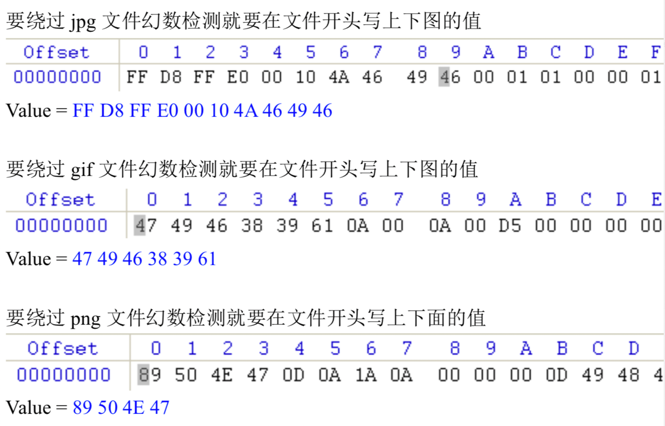 要绕过 jpg 文件幻数检测就要在文件开头写上下图的值
Offset 0 1 2 3 4 5 6 7 8 9 A B C D E F
00000000 FF D8 FF E0 00 10 4A 46 49 46 00 01 01 00 00 01
Value = FF D8 FF E0 00 10 4A 46 49 46
要绕过 gif 文件幻数检测就要在文件开头写上下图的值
Offset 0 1 2 3 4 5 6 7 8 9 A B C D E
00000000 47 49 46 38 39 61 0A 00 0A 00 D5 00 00 00 00
Value = 47 49 46 38 39 61
要绕过 png 文件幻数检测就要在文件开头写上下面的值
Offset 0 1 2 3 4 5 6 7 8 9 A B C D
00000000 89 50 4E 47 0D 0A 1A 0A 00 00 00 0D 49 48 4
Value = 89 50 4E 47